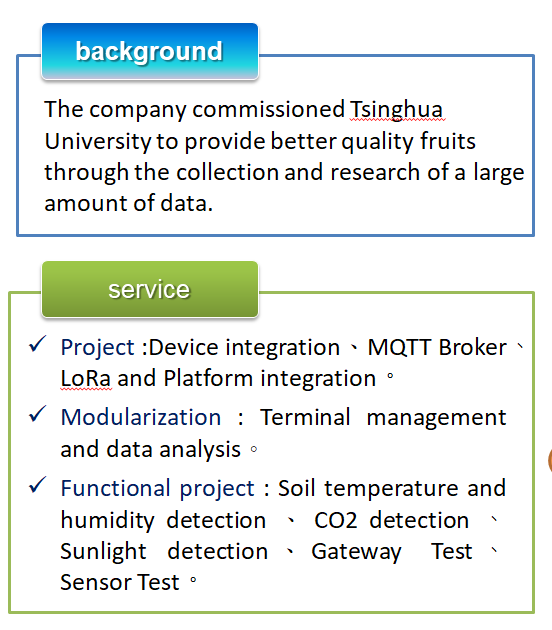 background
The company commissioned Tsinghua
University to provide better quality fruits
through the collection and research of a large
amount of data.
service
✓ Project :Device integration、MQTT Broker、
LoRa and Platform integration。
✓ Modularization : Terminal management
and data analysis。
✓ Functional project : Soil temperature and
humidity detection 、 CO2 detection 、
Sunlight detection 、 Gateway Test 、
Sensor Test。